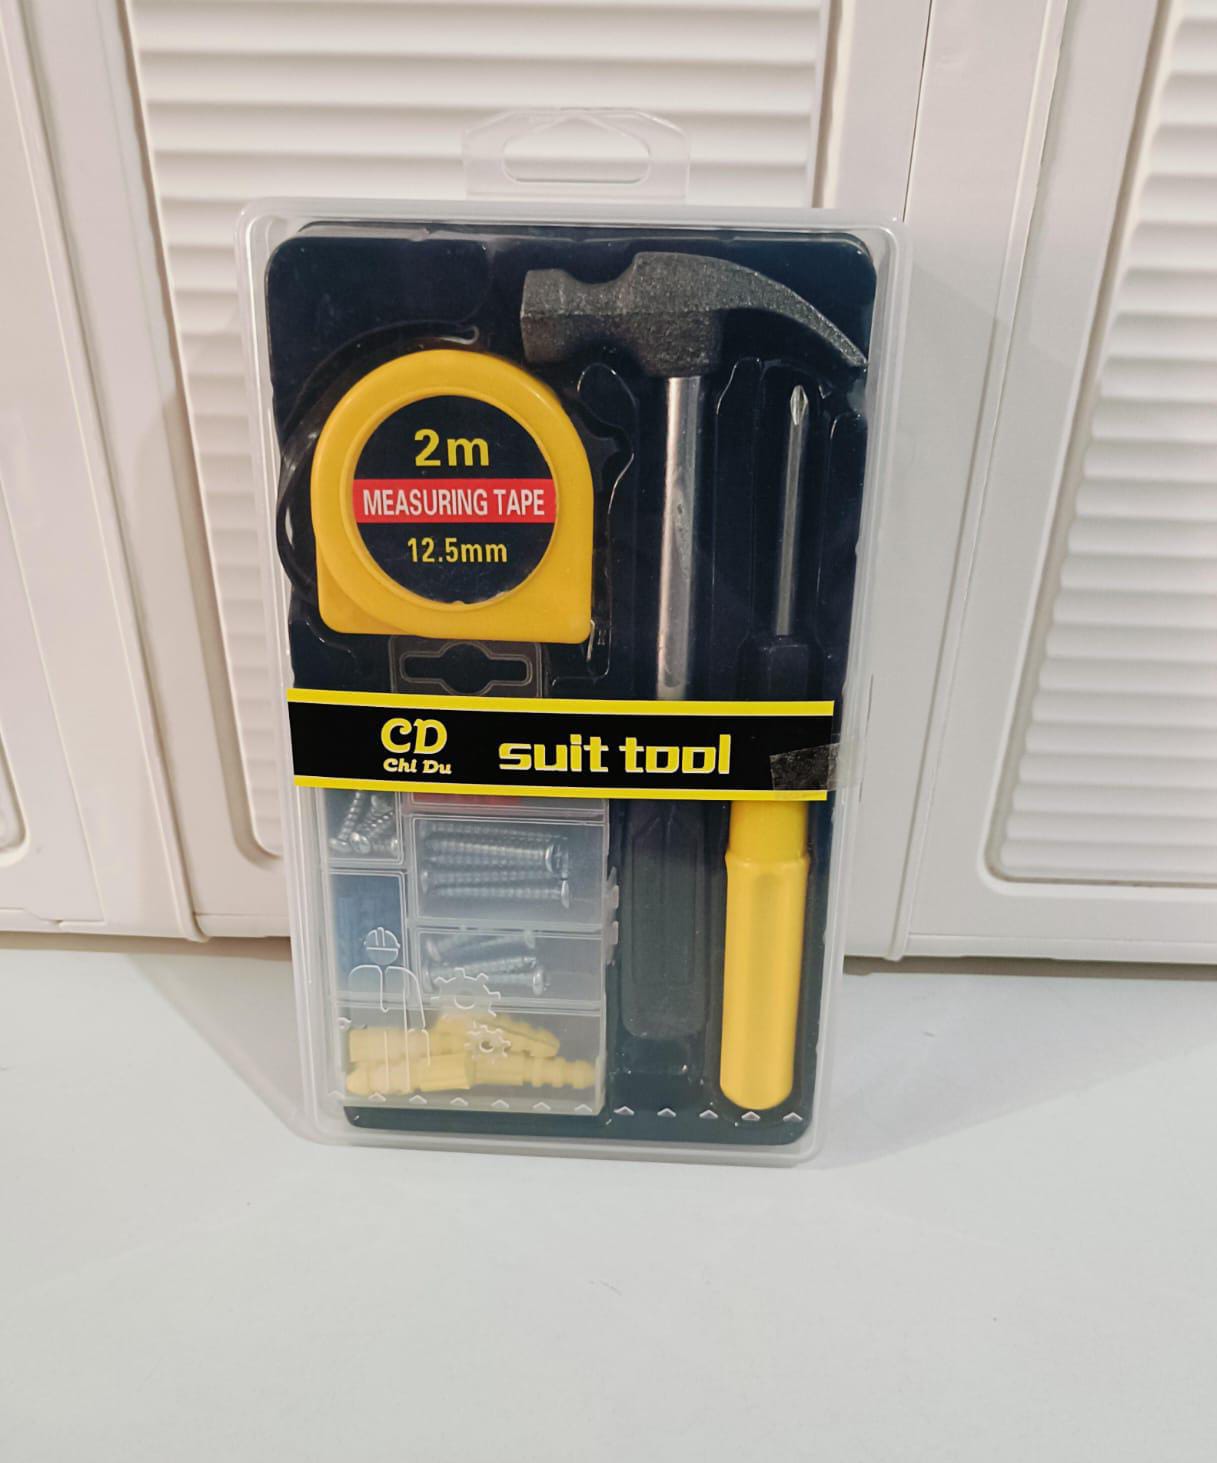 2m
MEASURING TAPE
12.5mm
CD
Chi Du
suit tool